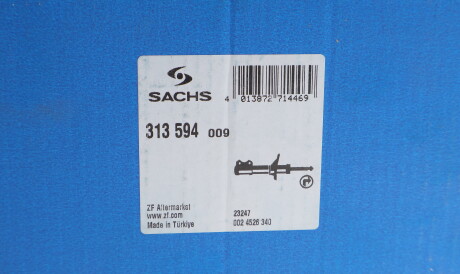 SACHS
4 013872 714469
313 594 009
ZF Aftermarket
www.zf.com
Made in Türkiye
23247
002 4526 340